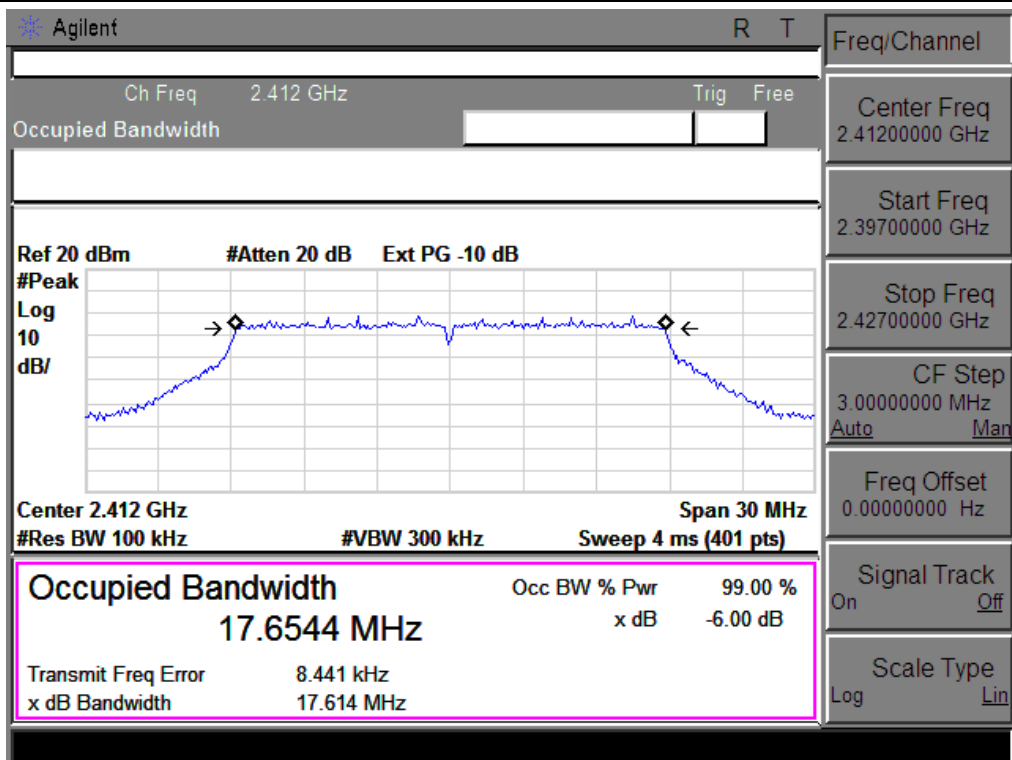 Agilent R T
Ch Freq 2.412 GHz Trig Free
Occupied Bandwidth
Ref 20 dBm #Atten 20 dB Ext PG -10 dB
#Peak
Log
10
dB/
Center 2.412 GHz Span 30 MHz
#Res BW 100 kHz #VBW 300 kHz Sweep 4 ms (401 pts)
Occupied Bandwidth
17.6544 MHz
Occ BW % Pwr 99.00 %
x dB -6.00 dB
Transmit Freq Error 8.441 kHz
x dB Bandwidth 17.614 MHz
Freq/Channel
Center Freq
2.41200000 GHz
Start Freq
2.39700000 GHz
Stop Freq
2.42700000 GHz
CF Step
3.00000000 MHz
Auto Man
Freq Offset
0.00000000 Hz
Signal Track
On Off
Scale Type
Log Lin